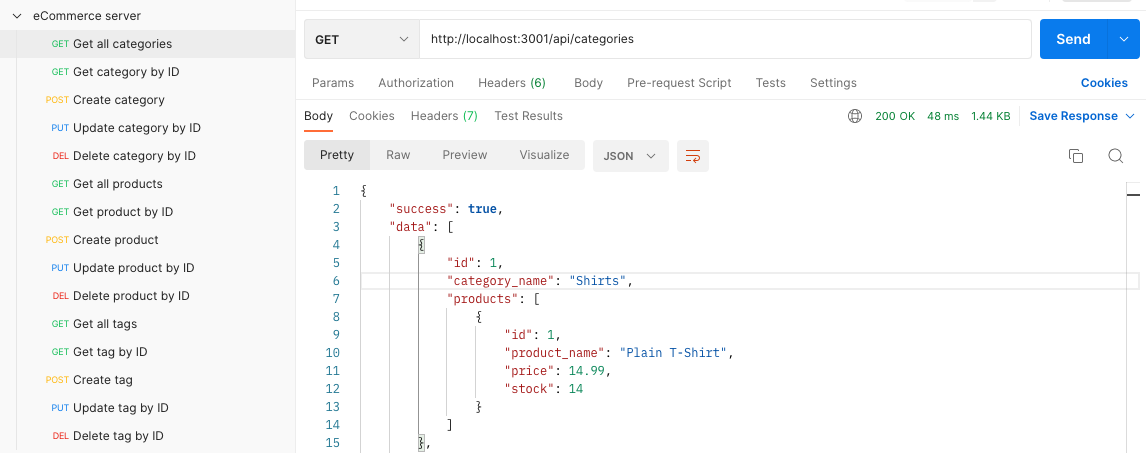 eCommerce server
GET Get all categories
GET Get category by ID
POST Create category
PUT Update category by ID
DEL Delete category by ID
GET Get all products
GET Get product by ID
POST Create product
PUT Update product by ID
DEL Delete product by ID
GET Get all tags
GET Get tag by ID
POST Create tag
PUT Update tag by ID
DEL Delete tag by ID
GET http://localhost:3001/api/categories Send
Params Authorization Headers (6) Body Pre-request Script Tests Settings Cookies
Body Cookies Headers (7) Test Results 200 OK 48 ms 1.44 KB Save Response
Pretty Raw Preview Visualize JSON
1 {
2 "success": true,
3 "data": [
4 {
5 "id": 1,
6 "category_name": "Shirts",
7 "products": [
8 {
9 "id": 1,
10 "product_name": "Plain T-Shirt",
11 "price": 14.99,
12 "stock": 14
13 }
14 ]
15 },